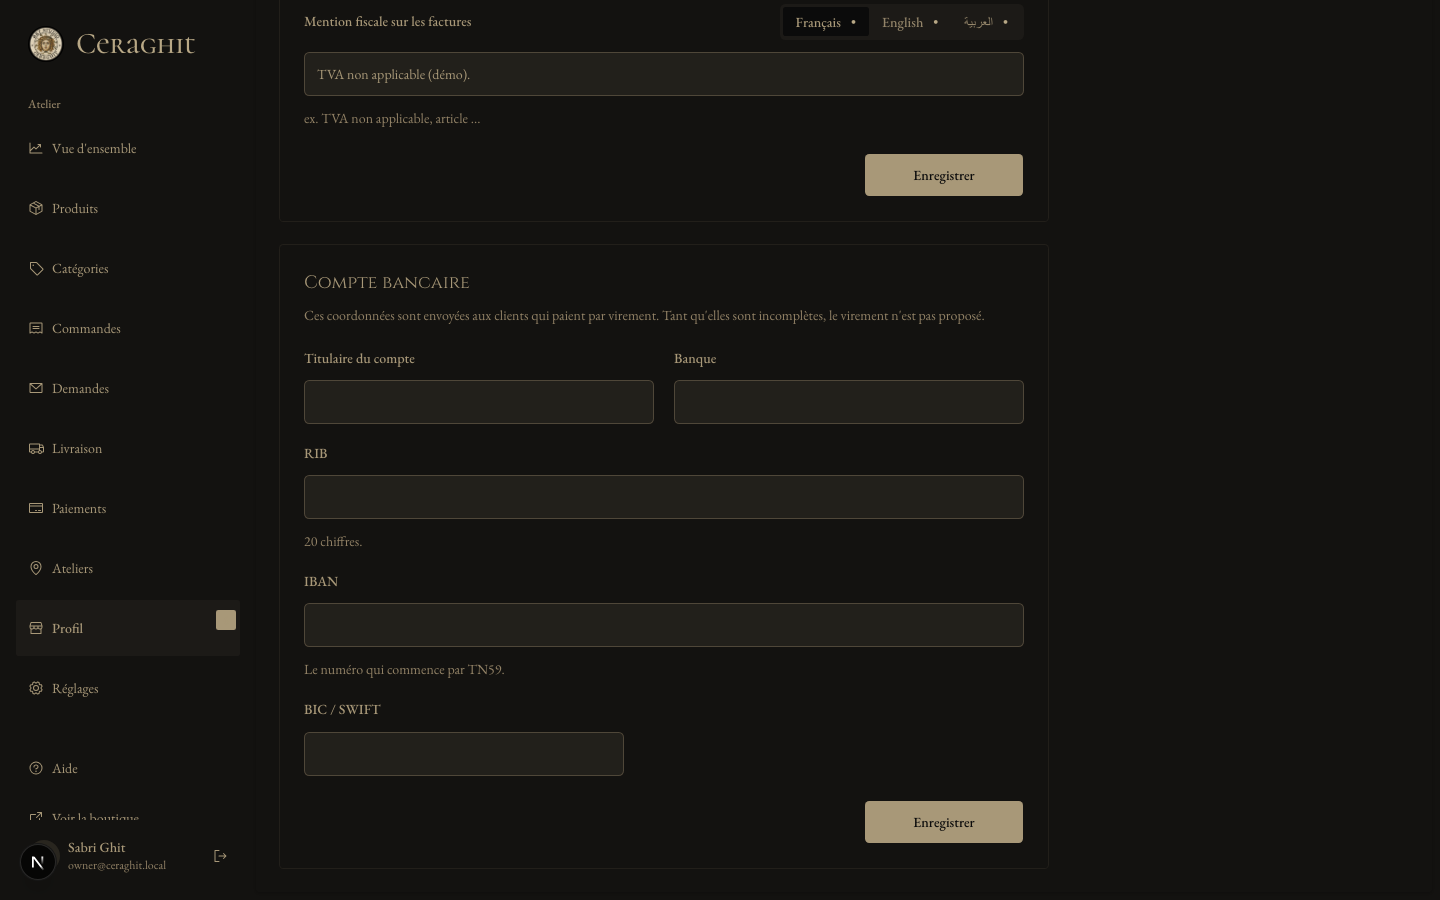 Ceraghit
Atelier
Vue d'ensemble
Produits
Catégories
Commandes
Demandes
Livraison
Paiements
Ateliers
Profil
Réglages
Aide
Voir la boutique
Sabri Ghit
owner@ceraghit.local
N
Mention fiscale sur les factures
Français • English • العربية •
TVA non applicable (démo).
ex. TVA non applicable, article ...
Enregistrer
Compte bancaire
Ces coordonnées sont envoyées aux clients qui paient par virement. Tant qu'elles sont incomplètes, le virement n'est pas proposé.
Titulaire du compte
Banque
RIB
20 chiffres.
IBAN
Le numéro qui commence par TN59.
BIC / SWIFT
Enregistrer